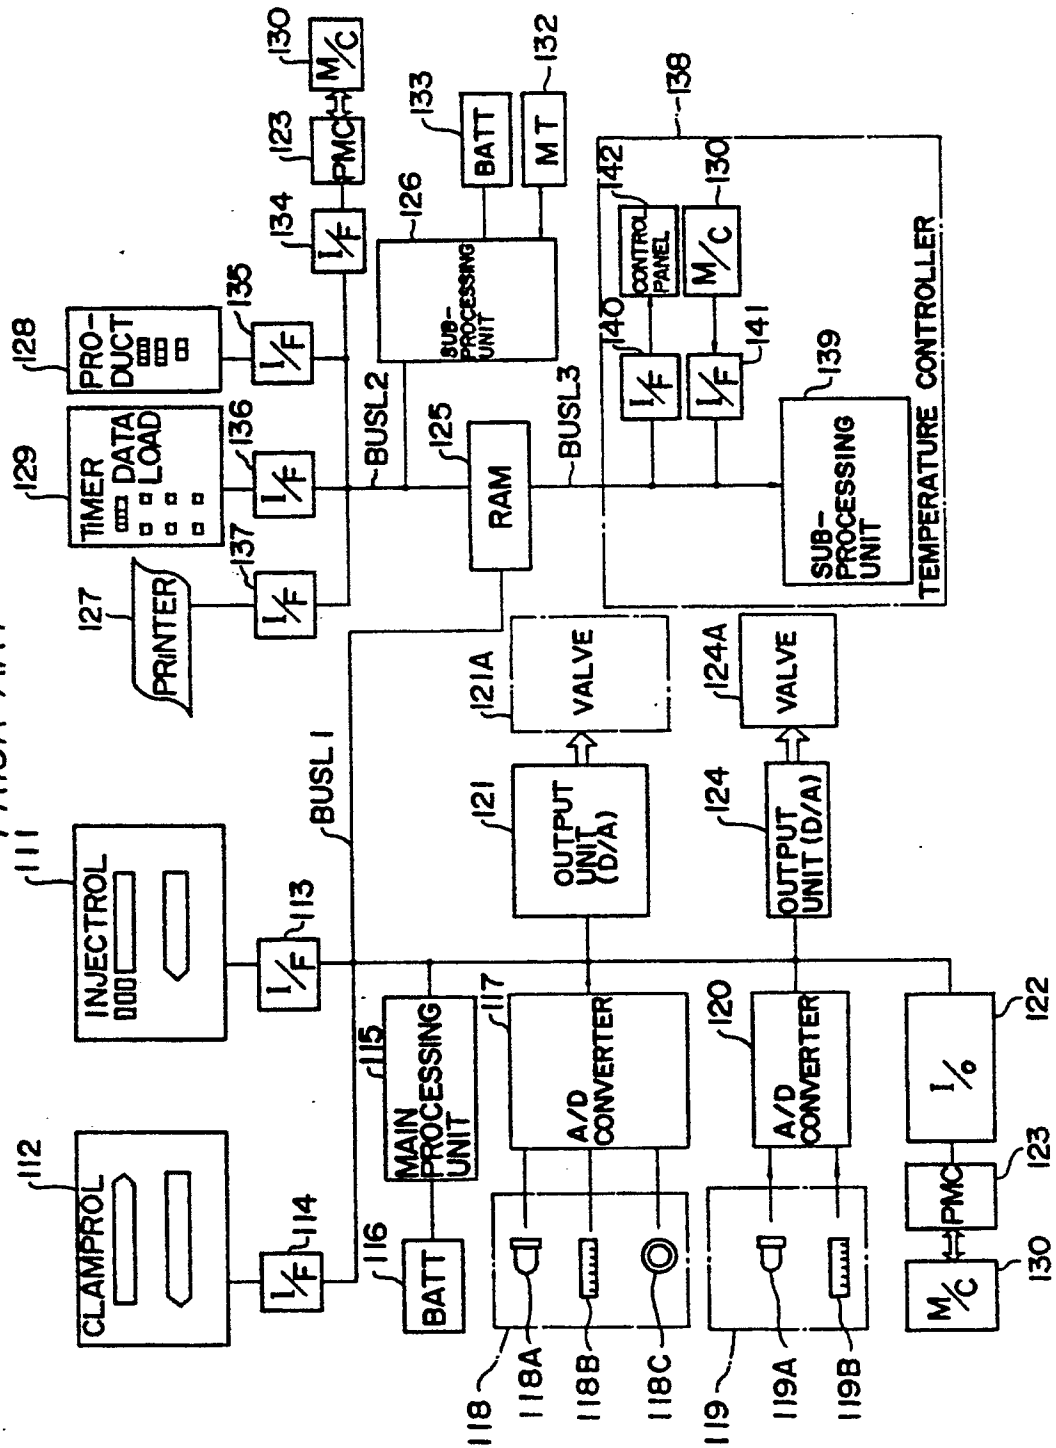 111
112
CLAMPROL
INJECTROL
127
PRINTER
129
TIMER
DATA
LOAD
128
PRO-
DUCT
114
I/F
113
I/F
137
I/F
136
I/F
135
I/F
134
I/F
123
PMC
130
M/C
BUSL1
BUSL2
116
BATT
115
MAIN
PROCESSING
UNIT
125
RAM
126
SUB-
PROCESSING
UNIT
133
BATT
132
MT
BUSL3
118
118A
118B
118C
117
A/D
CONVERTER
121
OUTPUT
UNIT
(D/A)
121A
VALVE
138
140
I/F
142
CONTROL
PANEL
141
I/F
130
M/C
139
SUB-
PROCESSING
UNIT
TEMPERATURE CONTROLLER
119
119A
119B
120
A/D
CONVERTER
124
OUTPUT
UNIT (D/A)
124A
VALVE
130
M/C
123
PMC
122
I/O